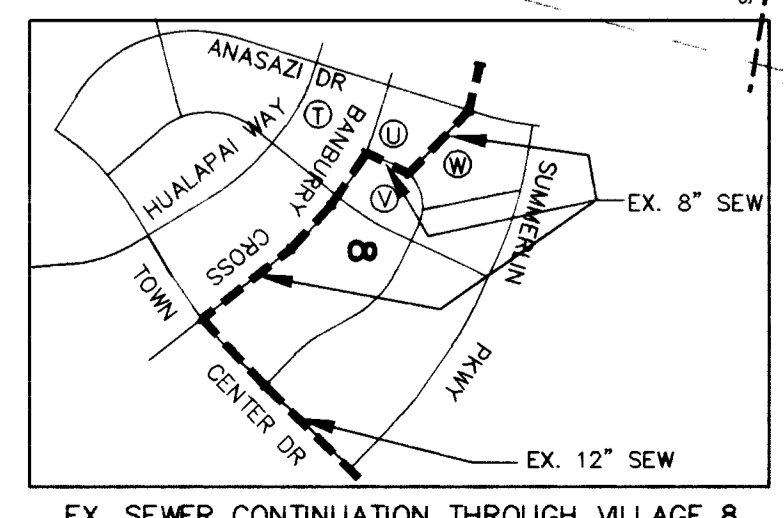 ANASAZI DR
HUALAPAI WAY
T
BANBURRY
U
W
V
SUMMERLIN
EX. 8" SEW
CROSS
8
TOWN
PKWY
CENTER DR
EX. 12" SEW
EX. SEWER CONTINUATION THROUGH VILLAGE 8